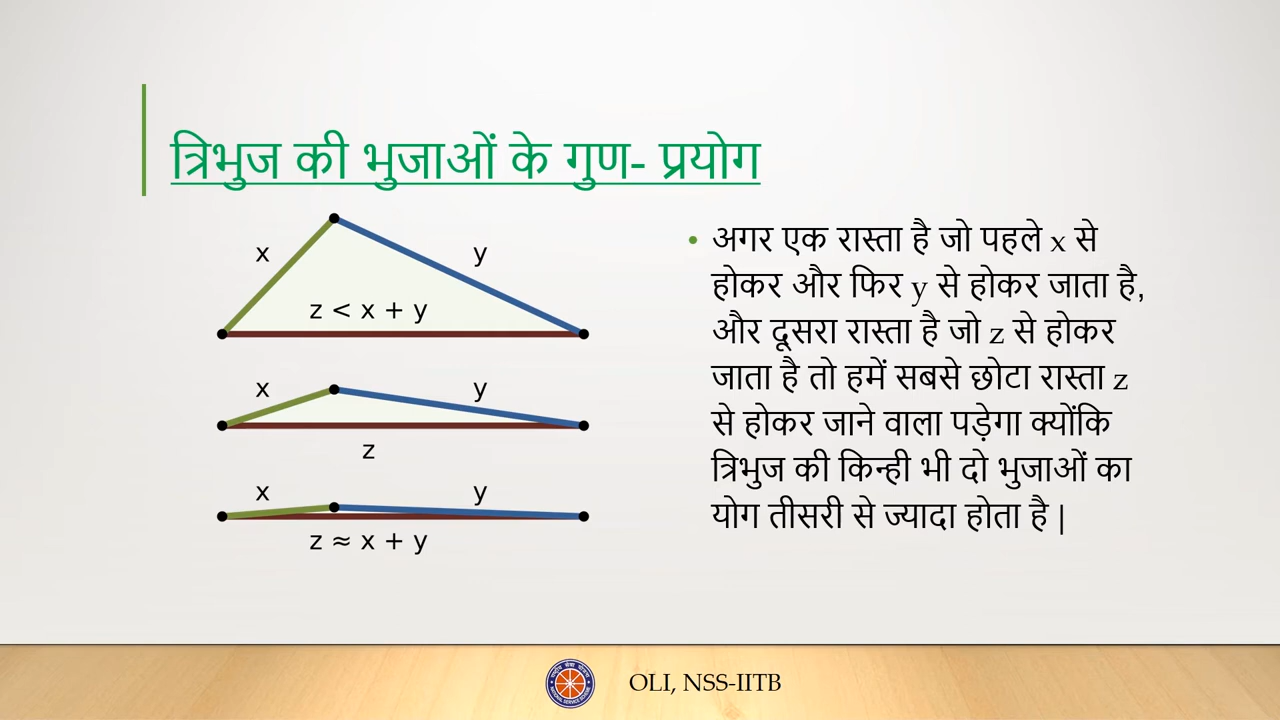 त्रिभुज की भुजाओं के गुण- प्रयोग
x
y
z < x + y
x
y
z
x
y
z ≈ x + y
• अगर एक रास्ता है जो पहले x से
होकर और फिर y से होकर जाता है,
और दूसरा रास्ता है जो z से होकर
जाता है तो हमें सबसे छोटा रास्ता z
से होकर जाने वाला पड़ेगा क्योंकि
त्रिभुज की किन्ही भी दो भुजाओं का
योग तीसरी से ज्यादा होता है |
OLI, NSS-IITB